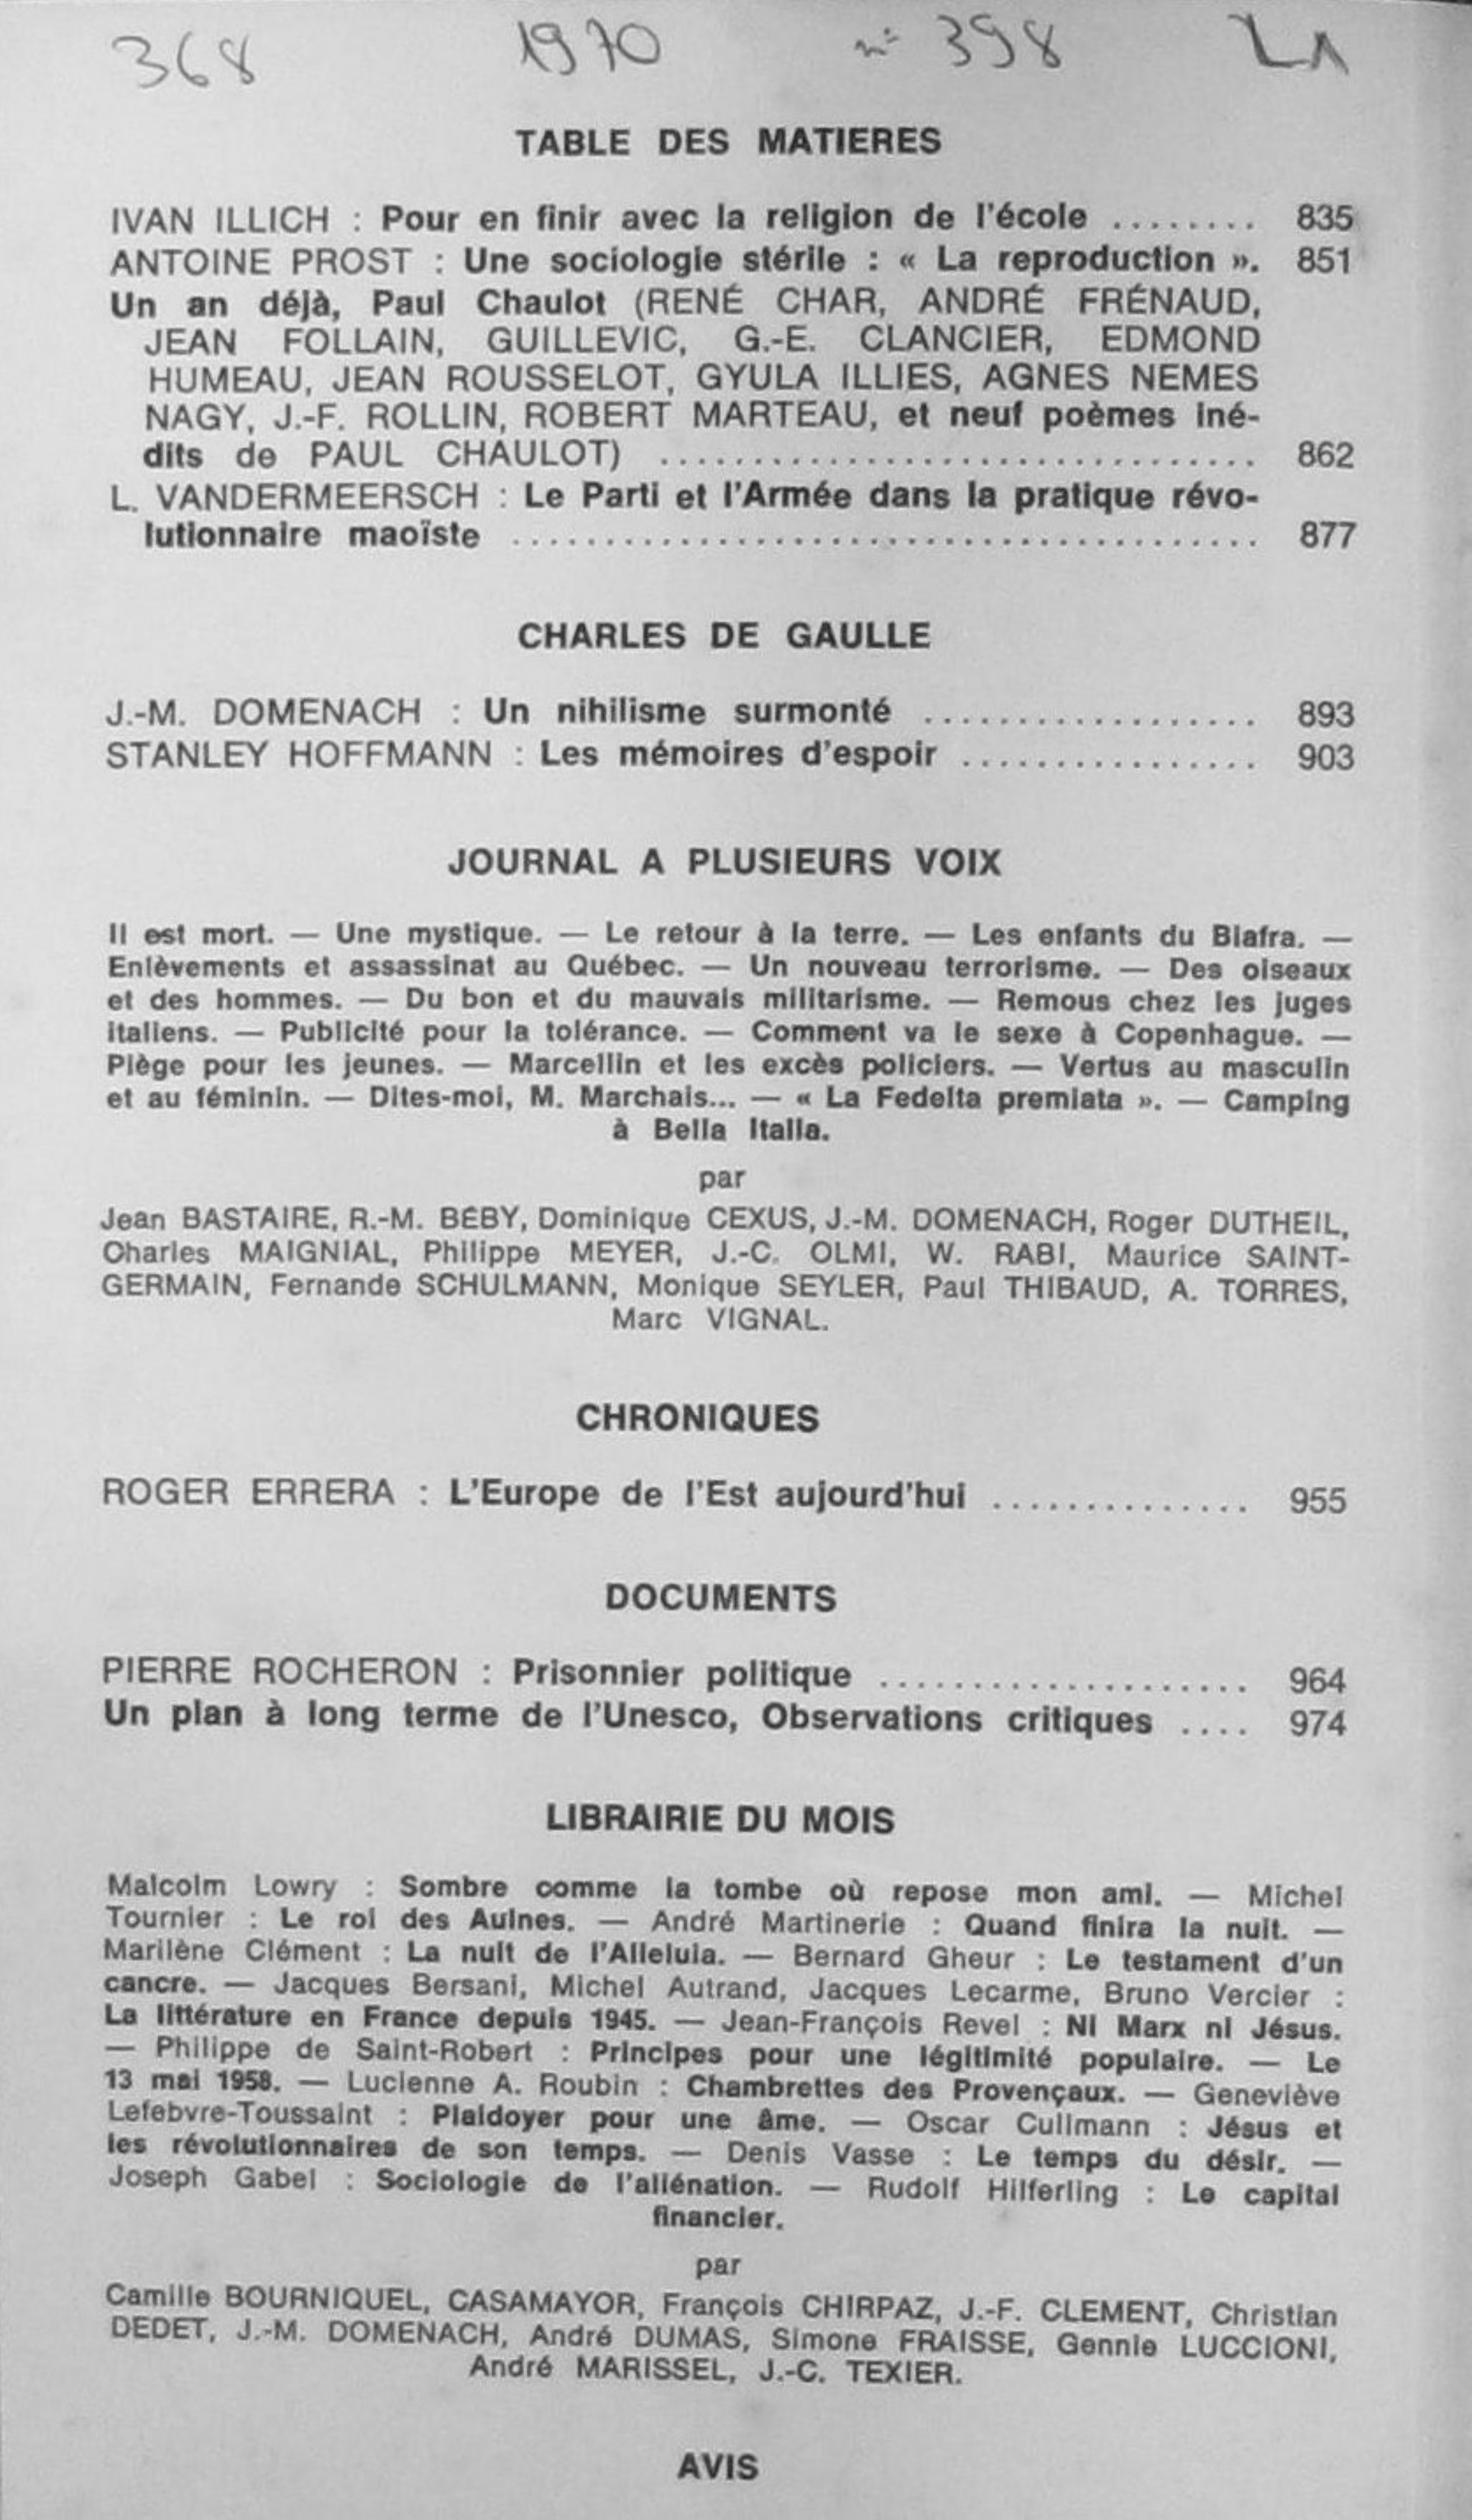 368 1970 n° 398 L1
TABLE DES MATIERES
IVAN ILLICH : Pour en finir avec la religion de l'école ........ 835
ANTOINE PROST : Une sociologie stérile : « La reproduction ». 851
Un an déjà, Paul Chaulot (RENÉ CHAR, ANDRÉ FRÉNAUD,
JEAN FOLLAIN, GUILLEVIC, G.-E. CLANCIER, EDMOND
HUMEAU, JEAN ROUSSELOT, GYULA ILLIES, AGNES NEMES
NAGY, J.-F. ROLLIN, ROBERT MARTEAU, et neuf poèmes iné-
dits de PAUL CHAULOT) ................................ 862
L. VANDERMEERSCH : Le Parti et l'Armée dans la pratique révo-
lutionnaire maoïste ........................................ 877
CHARLES DE GAULLE
J.-M. DOMENACH : Un nihilisme surmonté .................. 893
STANLEY HOFFMANN : Les mémoires d'espoir ................ 903
JOURNAL A PLUSIEURS VOIX
Il est mort. — Une mystique. — Le retour à la terre. — Les enfants du Biafra. —
Enlèvements et assassinat au Québec. — Un nouveau terrorisme. — Des oiseaux
et des hommes. — Du bon et du mauvais militarisme. — Remous chez les juges
italiens. — Publicité pour la tolérance. — Comment va le sexe à Copenhague. —
Piège pour les jeunes. — Marcellin et les excès policiers. — Vertus au masculin
et au féminin. — Dites-moi, M. Marchais... — « La Fedelta premiata ». — Camping
à Bella Italia.
par
Jean BASTAIRE, R.-M. BÉBY, Dominique CEXUS, J.-M. DOMENACH, Roger DUTHEIL,
Charles MAIGNIAL, Philippe MEYER, J.-C. OLMI, W. RABI, Maurice SAINT-
GERMAIN, Fernande SCHULMANN, Monique SEYLER, Paul THIBAUD, A. TORRES,
Marc VIGNAL.
CHRONIQUES
ROGER ERRERA : L'Europe de l'Est aujourd'hui .............. 955
DOCUMENTS
PIERRE ROCHERON : Prisonnier politique .................... 964
Un plan à long terme de l'Unesco, Observations critiques .... 974
LIBRAIRIE DU MOIS
Malcolm Lowry : Sombre comme la tombe où repose mon ami. — Michel
Tournier : Le roi des Aulnes. — André Martinerie : Quand finira la nuit. —
Marilène Clément : La nuit de l'Alleluia. — Bernard Gheur : Le testament d'un
cancre. — Jacques Bersani, Michel Autrand, Jacques Lecarme, Bruno Vercier :
La littérature en France depuis 1945. — Jean-François Revel : Ni Marx ni Jésus.
— Philippe de Saint-Robert : Principes pour une légitimité populaire. — Le
13 mai 1958. — Lucienne A. Roubin : Chambrettes des Provençaux. — Geneviève
Lefebvre-Toussaint : Plaidoyer pour une âme. — Oscar Cullmann : Jésus et
les révolutionnaires de son temps. — Denis Vasse : Le temps du désir. —
Joseph Gabel : Sociologie de l'aliénation. — Rudolf Hilferling : Le capital
financier.
par
Camille BOURNIQUEL, CASAMAYOR, François CHIRPAZ, J.-F. CLEMENT, Christian
DEDET, J.-M. DOMENACH, André DUMAS, Simone FRAISSE, Gennie LUCCIONI,
André MARISSEL, J.-C. TEXIER.
AVIS